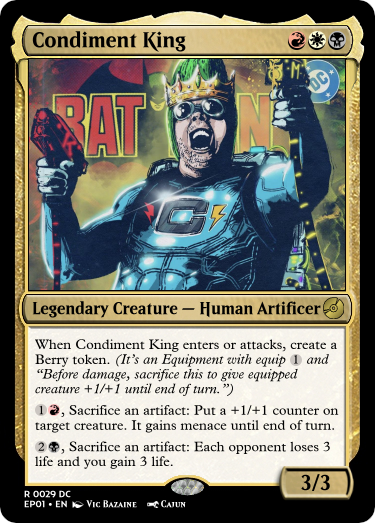 Condiment King
BAT
N
M
G
Legendary Creature — Human Artificer
When Condiment King enters or attacks, create a
Berry token. (It's an Equipment with equip 1 and
"Before damage, sacrifice this to give equipped
creature +1/+1 until end of turn.")
1, Sacrifice an artifact: Put a +1/+1 counter on
target creature. It gains menace until end of turn.
2, Sacrifice an artifact: Each opponent loses 3
life and you gain 3 life.
3/3
R 0029 DC
EP01 • EN Vic Bazaine Cajun